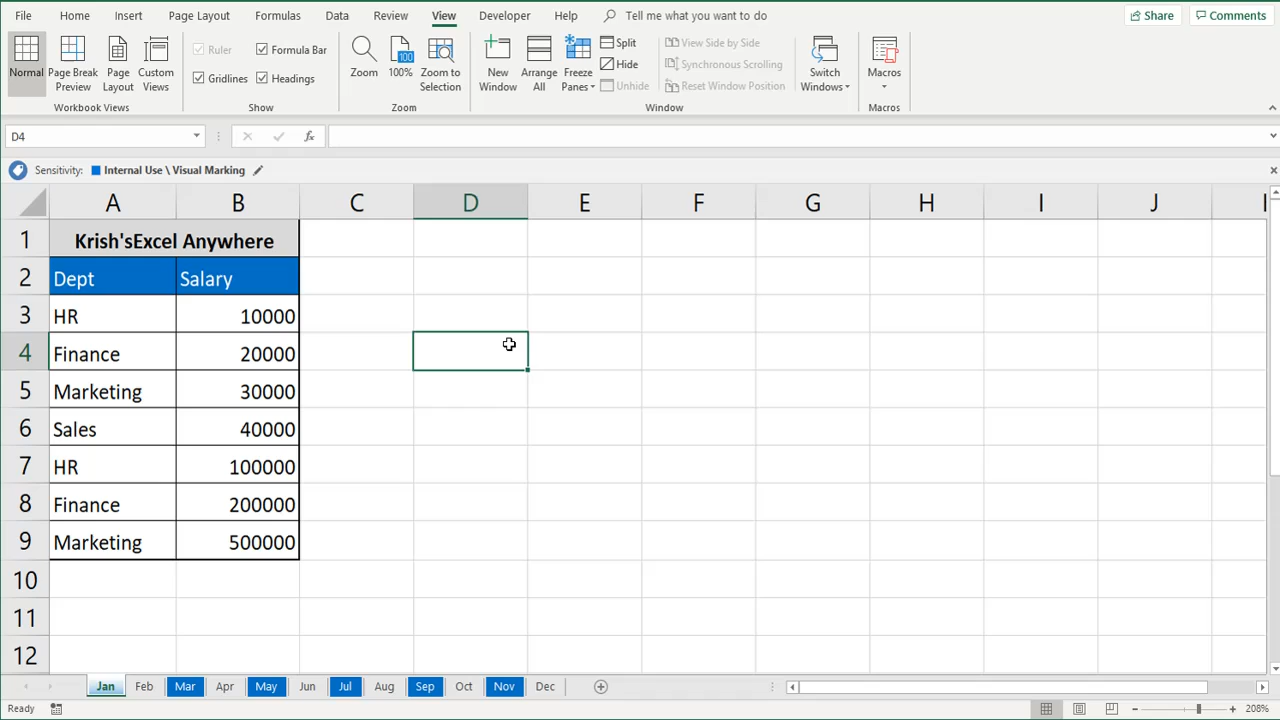 File Home Insert Page Layout Formulas Data Review View Developer Help Tell me what you want to do Share Comments
Normal Page Break Preview Page Layout Custom Views
Workbook Views
Ruler Formula Bar
Gridlines Headings
Show
Zoom 100% Zoom to Selection
Zoom
New Window Arrange All Freeze Panes
Split
Hide
Unhide
View Side by Side
Synchronous Scrolling
Reset Window Position
Switch Windows
Window
Macros
Macros
D4 fx
Sensitivity: Internal Use \ Visual Marking
A B C D E F G H I J
1 Krish'sExcel Anywhere
2 Dept Salary
3 HR 10000
4 Finance 20000
5 Marketing 30000
6 Sales 40000
7 HR 100000
8 Finance 200000
9 Marketing 500000
10
11
12
Jan Feb Mar Apr May Jun Jul Aug Sep Oct Nov Dec
Ready 208%